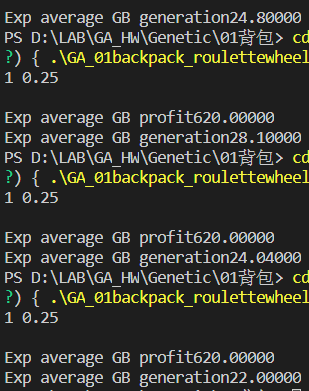 Exp average GB generation24.80000
PS D:\LAB\GA_HW\Genetic\01背包> cd
?) { .\GA_01backpack_roulettewheel
1 0.25
Exp average GB profit620.00000
Exp average GB generation28.10000
PS D:\LAB\GA_HW\Genetic\01背包> cd
?) { .\GA_01backpack_roulettewheel
1 0.25
Exp average GB profit620.00000
Exp average GB generation24.04000
PS D:\LAB\GA_HW\Genetic\01背包> cd
?) { .\GA_01backpack_roulettewheel
1 0.25
Exp average GB profit620.00000
Exp average GB generation22.00000